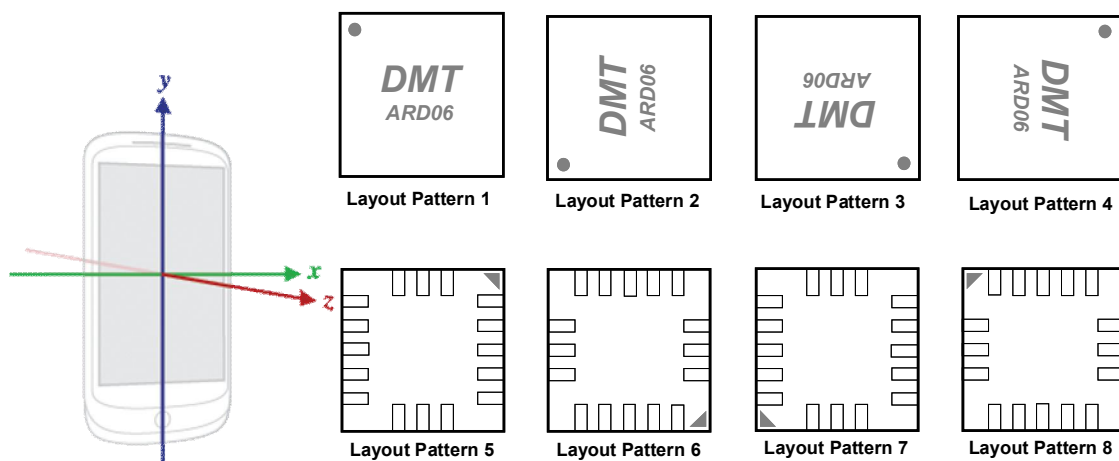 y
x
z
DMT
ARD06
Layout Pattern 1
DMT
ARD06
Layout Pattern 2
DMT
ARD06
Layout Pattern 3
DMT
ARD06
Layout Pattern 4
Layout Pattern 5
Layout Pattern 6
Layout Pattern 7
Layout Pattern 8